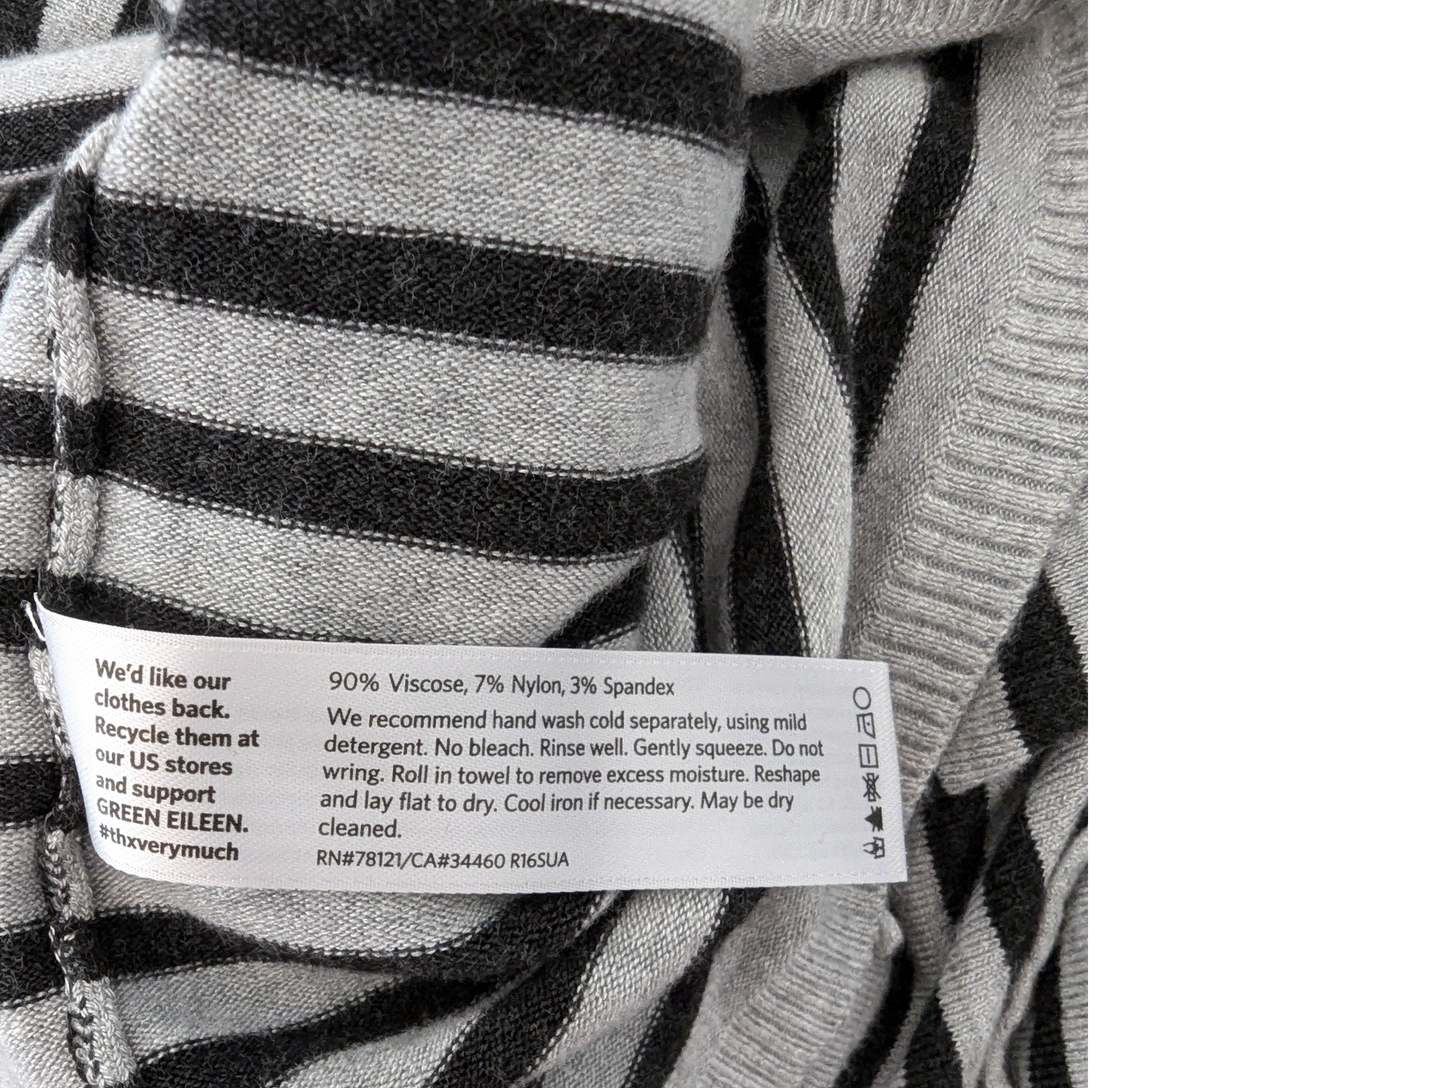 We'd like our
clothes back.
Recycle them at
our US stores
and support
GREEN EILEEN.
#thxverymuch
90% Viscose, 7% Nylon, 3% Spandex
We recommend hand wash cold separately, using mild
detergent. No bleach. Rinse well. Gently squeeze. Do not
wring. Roll in towel to remove excess moisture. Reshape
and lay flat to dry. Cool iron if necessary. May be dry
cleaned.
RN#78121/CA#34460 R16SUA